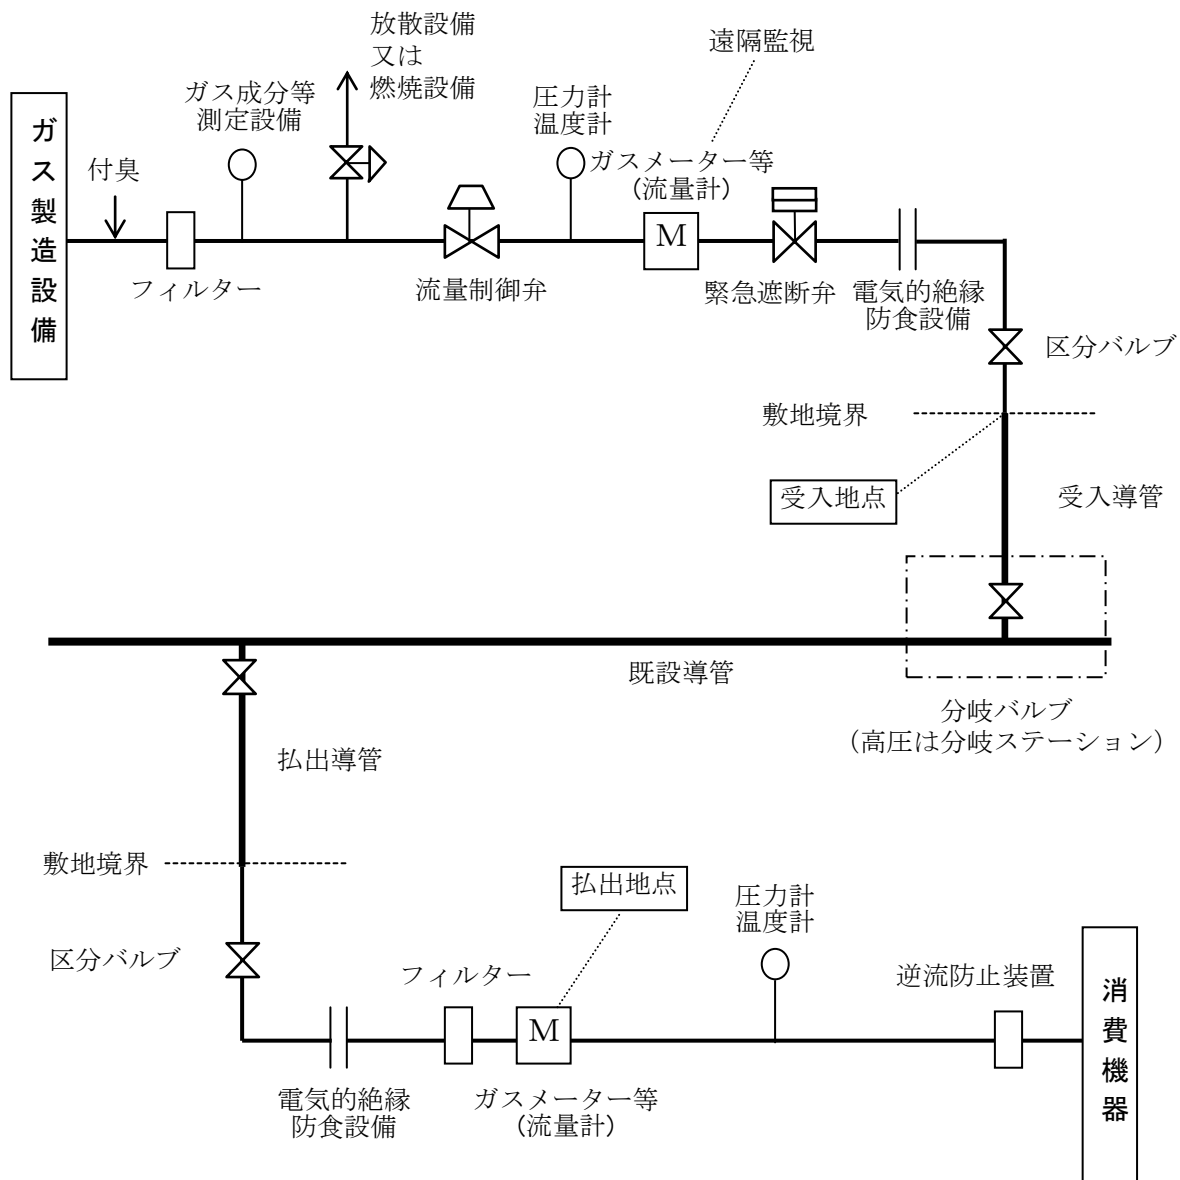 放散設備
又は
燃焼設備
遠隔監視
ガス成分等
測定設備
圧力計
温度計
ガス製造設備
付臭
ガスメーター等
(流量計)
M
フィルター
流量制御弁
緊急遮断弁
電気的絶縁
防食設備
区分バルブ
敷地境界
受入地点
受入導管
既設導管
分岐バルブ
(高圧は分岐ステーション)
払出導管
敷地境界
払出地点
圧力計
温度計
区分バルブ
フィルター
逆流防止装置
消費機器
M
電気的絶縁
防食設備
ガスメーター等
(流量計)